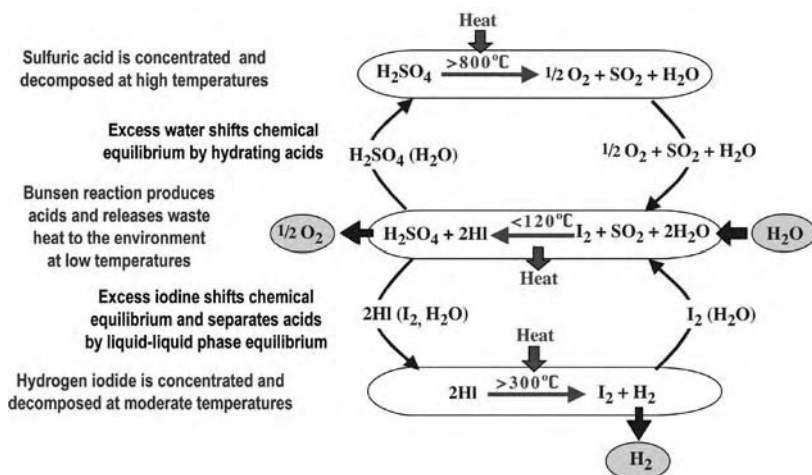 Heat
Sulfuric acid is concentrated and
decomposed at high temperatures
H₂SO₄ >800°C 1/2 O₂ + SO₂ + H₂O
Excess water shifts chemical
equilibrium by hydrating acids
H₂SO₄ (H₂O)
1/2 O₂ + SO₂ + H₂O
Bunsen reaction produces
acids and releases waste
heat to the environment
at low temperatures
1/2 O₂
H₂SO₄ + 2HI <120°C I₂ + SO₂ + 2H₂O
H₂O
Heat
Excess iodine shifts chemical
equilibrium and separates acids
by liquid-liquid phase equilibrium
2HI (I₂, H₂O)
I₂ (H₂O)
Heat
Hydrogen iodide is concentrated and
decomposed at moderate temperatures
2HI >300°C I₂ + H₂
H₂